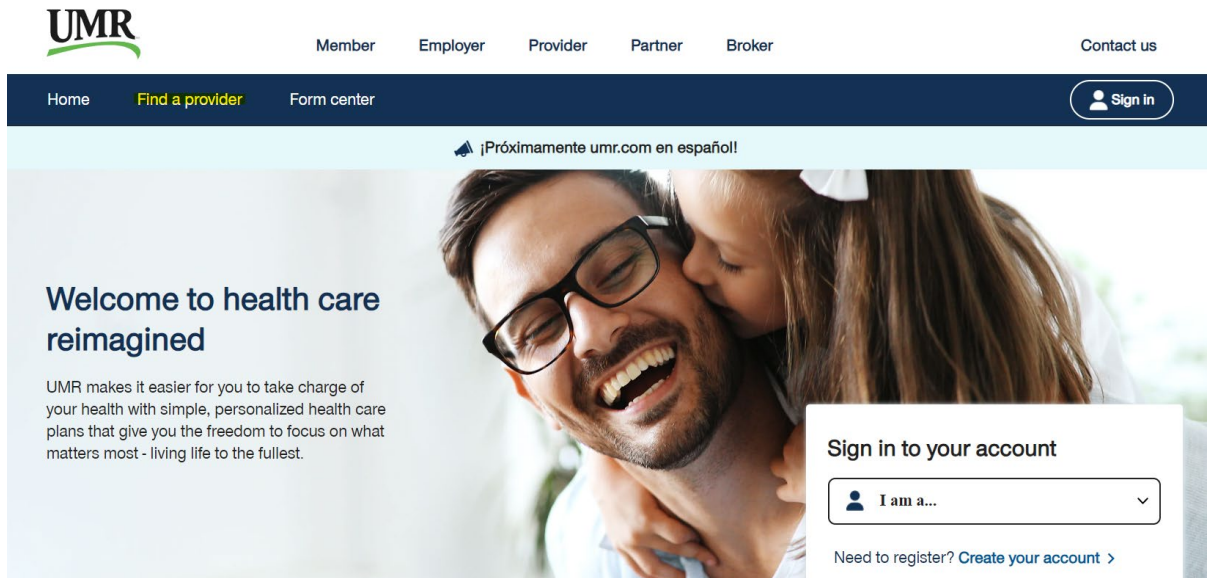 UMR
Member Employer Provider Partner Broker Contact us
Home Find a provider Form center Sign in
¡Próximamente umr.com en español!
Welcome to health care
reimagined
UMR makes it easier for you to take charge of
your health with simple, personalized health care
plans that give you the freedom to focus on what
matters most - living life to the fullest.
Sign in to your account
I am a...
Need to register? Create your account >